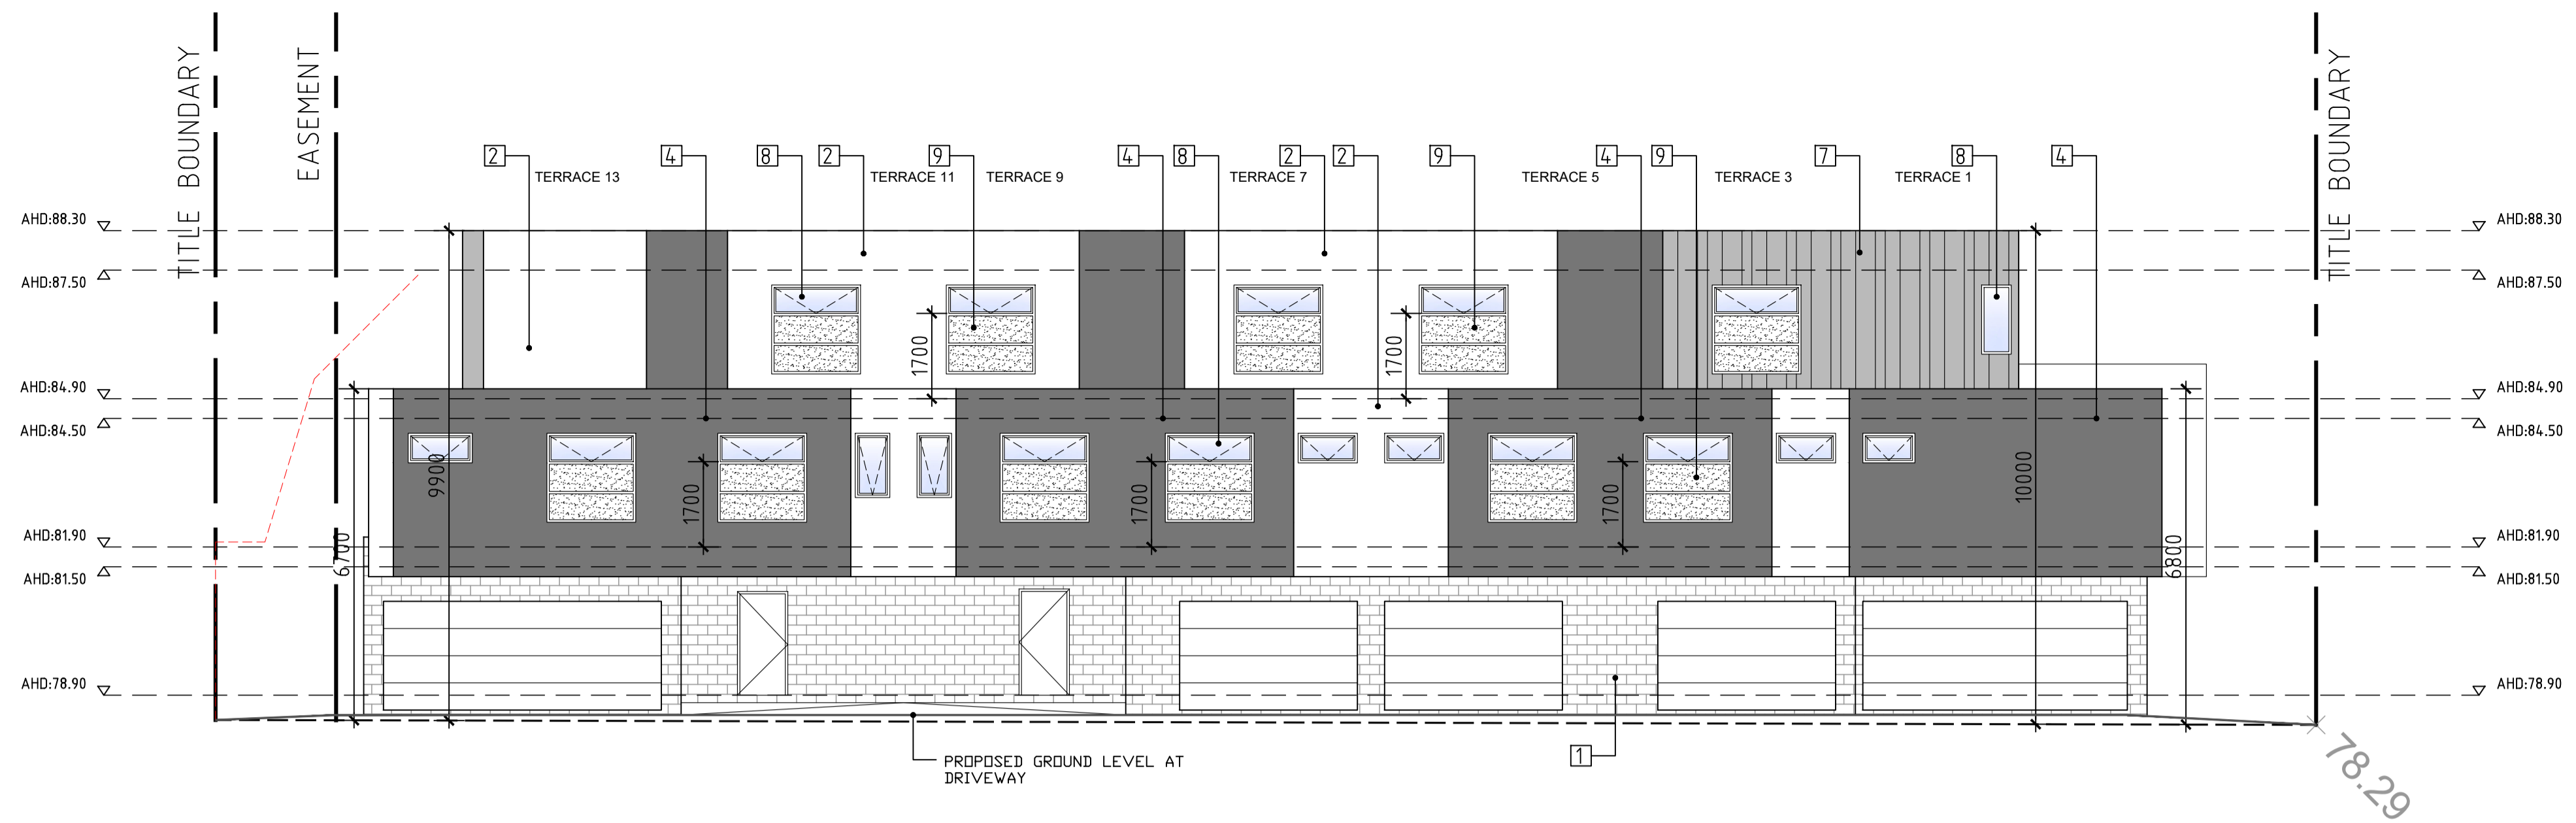 TITLE BOUNDARY
EASEMENT
TITLE BOUNDARY
2
4
8
2
9
4
8
2
2
9
4
9
7
8
4
TERRACE 13
TERRACE 11
TERRACE 9
TERRACE 7
TERRACE 5
TERRACE 3
TERRACE 1
AHD:88.30
AHD:88.30
AHD:87.50
AHD:87.50
1700
1700
AHD:84.90
AHD:84.90
AHD:84.50
AHD:84.50
9900
1700
1700
1700
10000
AHD:81.90
AHD:81.90
6700
6800
AHD:81.50
AHD:81.50
AHD:78.90
AHD:78.90
PROPOSED GROUND LEVEL AT
DRIVEWAY
1
78.29